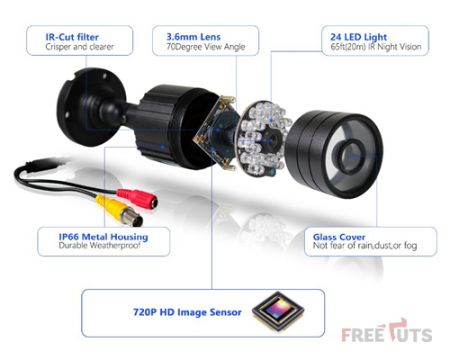 IR-Cut filter
Crisper and clearer
3.6mm Lens
70Degree View Angle
24 LED Light
65ft(20m) IR Night Vision
IP66 Metal Housing
Durable Weatherproof
Glass Cover
Not fear of rain,dust,or fog
720P HD Image Sensor
FREE TUTS